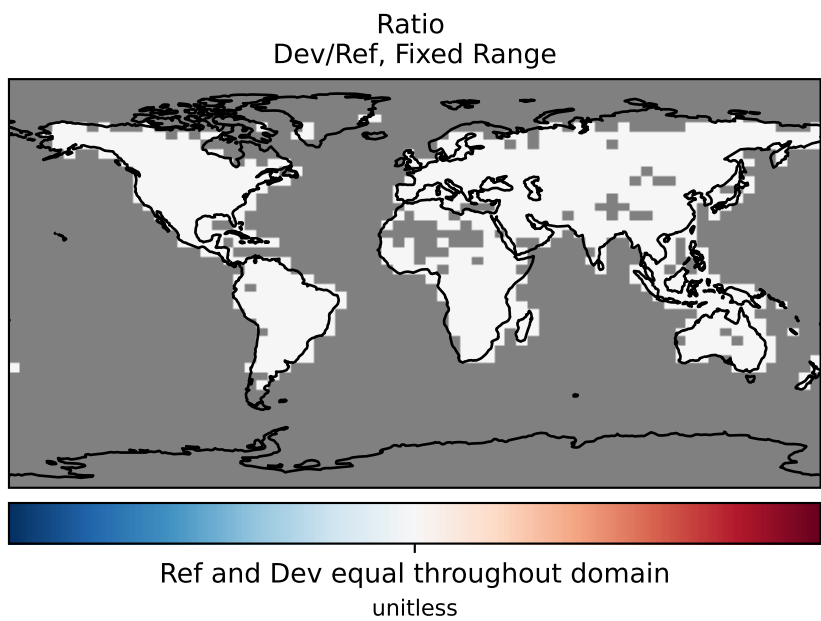 Ratio
Dev/Ref, Fixed Range
Ref and Dev equal throughout domain
unitless